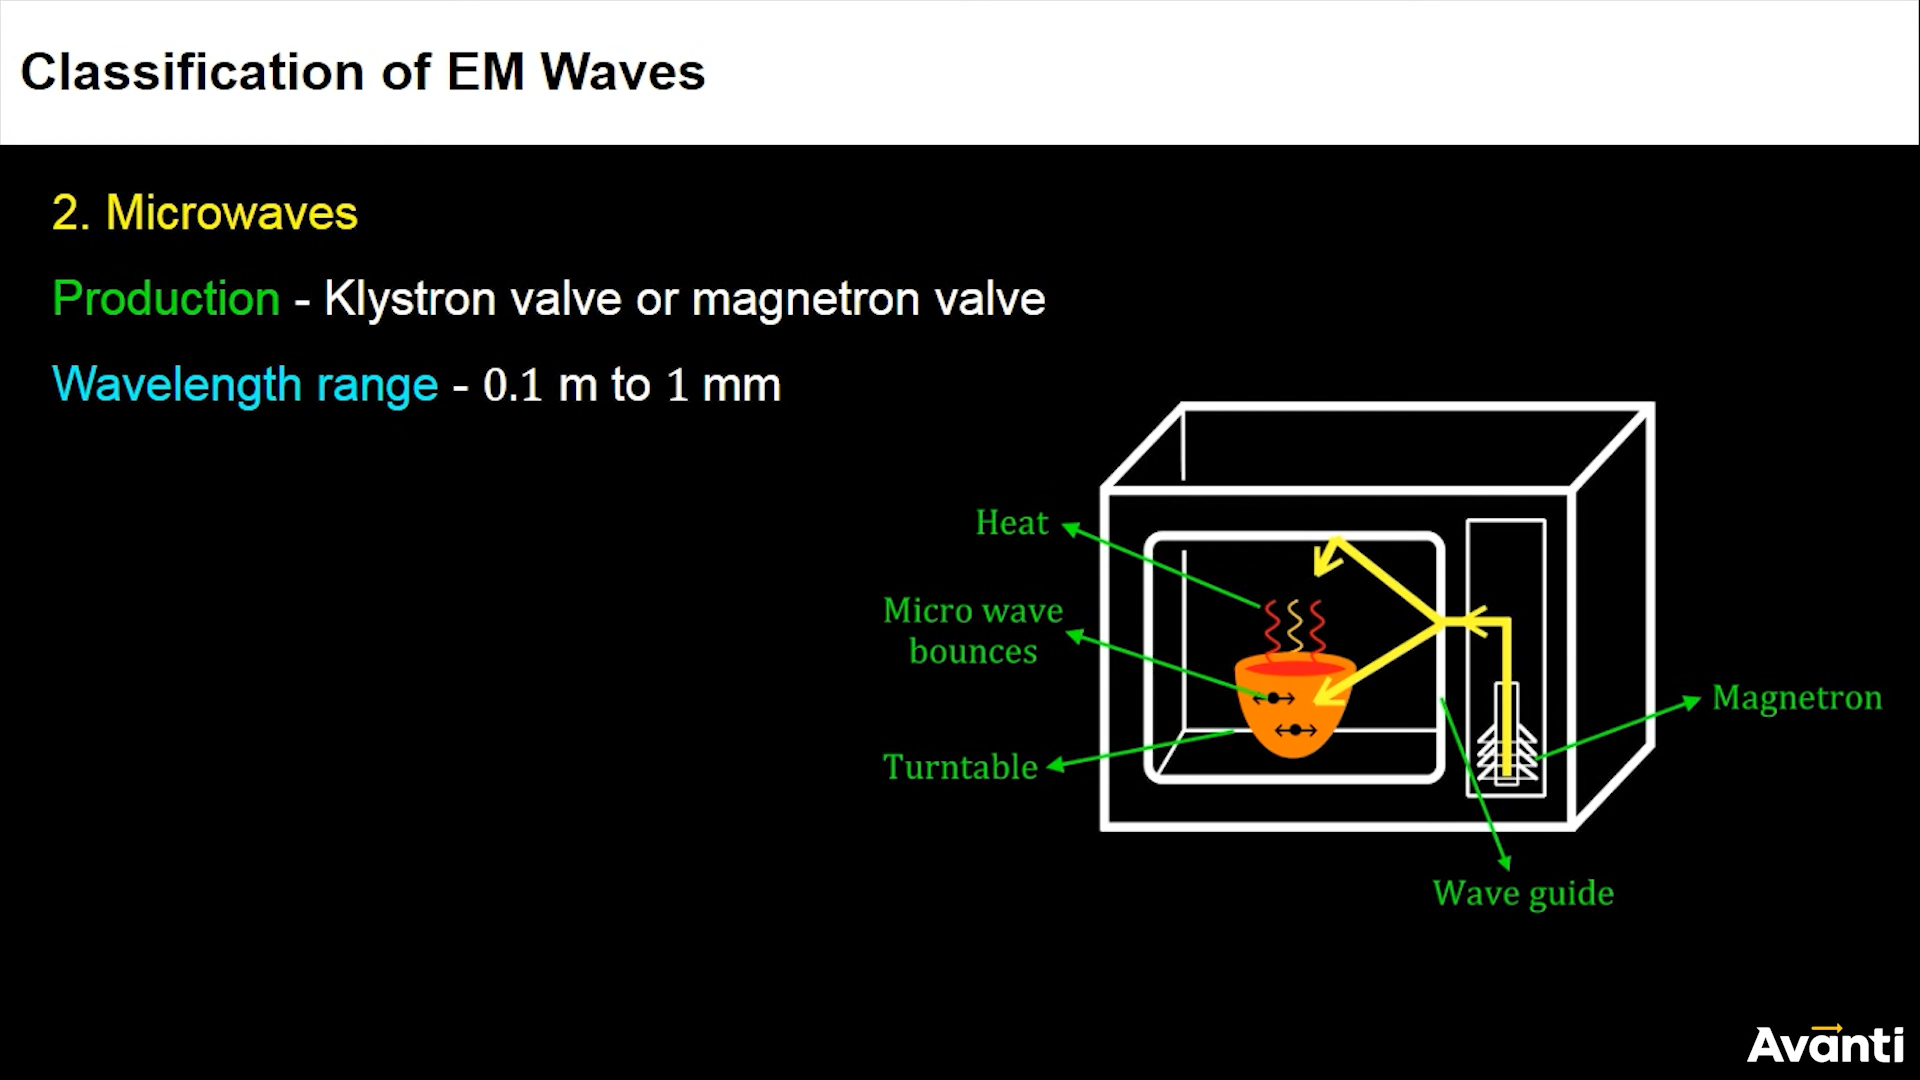 Classification of EM Waves
2. Microwaves
Production - Klystron valve or magnetron valve
Wavelength range - 0.1 m to 1 mm
Heat
Micro wave
bounces
Turntable
Magnetron
Wave guide
Avanti